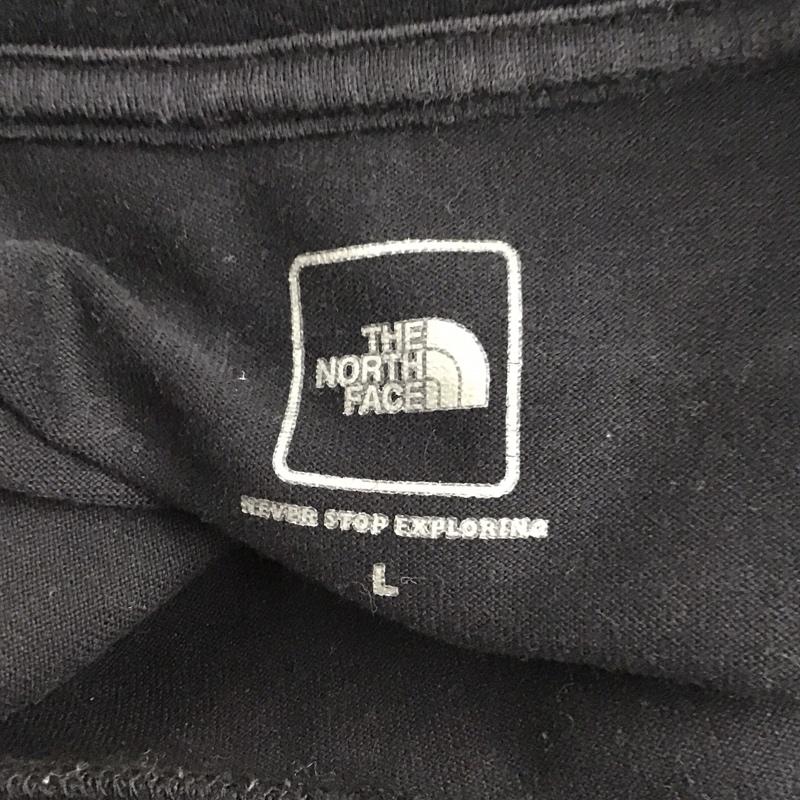 THE
NORTH
FACE
NEVER STOP EXPLORING
L